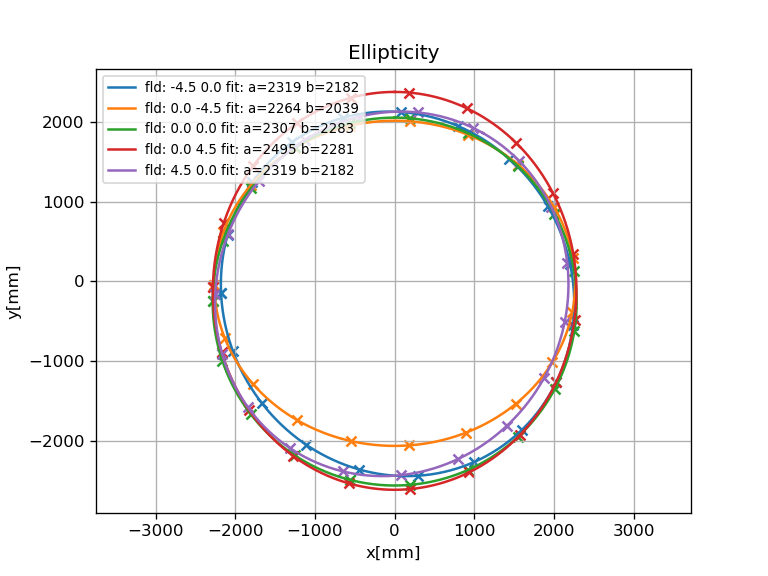 Ellipticity
fld: -4.5 0.0 fit: a=2319 b=2182
fld: 0.0 -4.5 fit: a=2264 b=2039
fld: 0.0 0.0 fit: a=2307 b=2283
fld: 0.0 4.5 fit: a=2495 b=2281
fld: 4.5 0.0 fit: a=2319 b=2182
2000
1000
0
−1000
−2000
y[mm]
−3000 −2000 −1000 0 1000 2000 3000
x[mm]